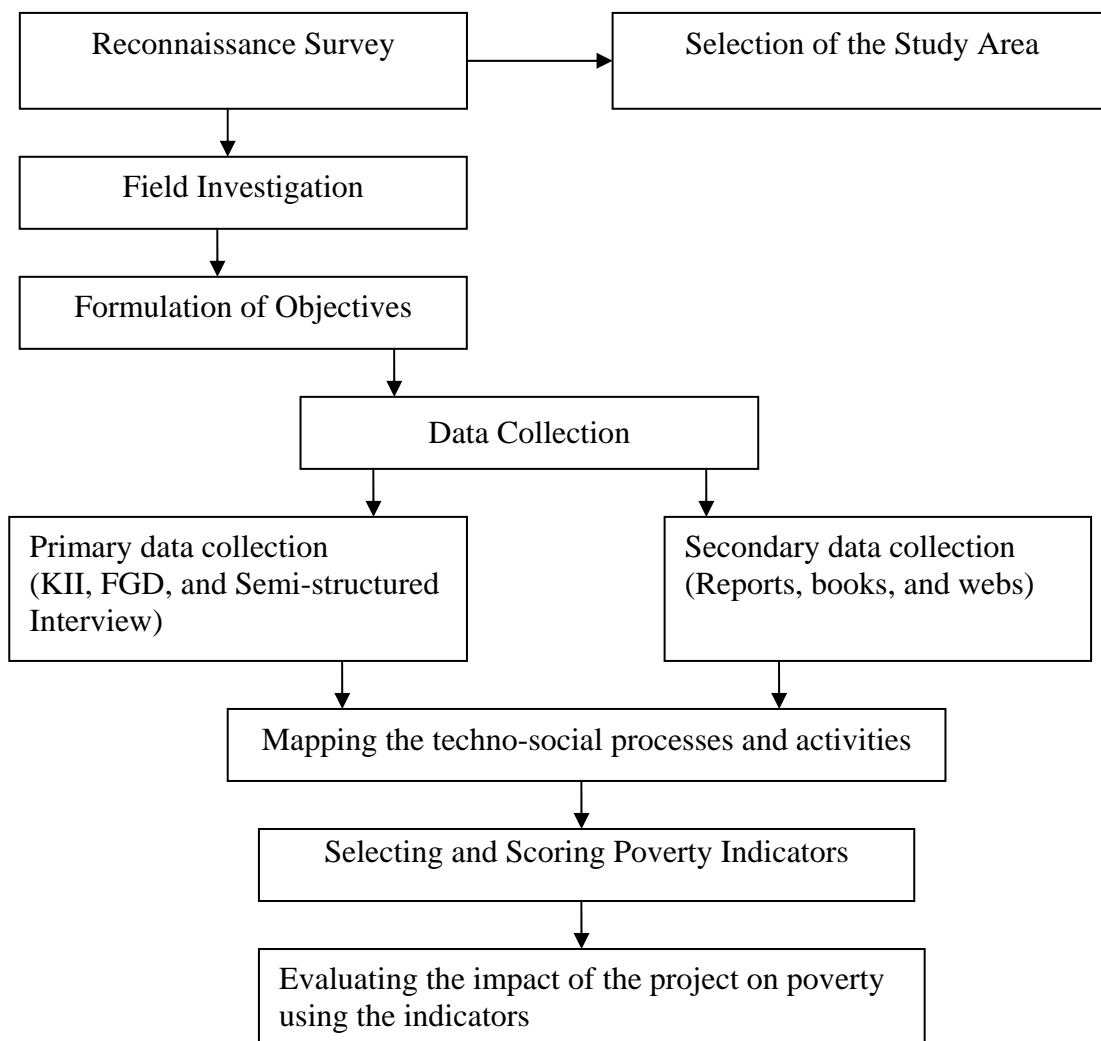 Reconnaissance Survey
Selection of the Study Area
Field Investigation
Formulation of Objectives
Data Collection
Primary data collection
(KII, FGD, and Semi-structured
Interview)
Secondary data collection
(Reports, books, and webs)
Mapping the techno-social processes and activities
Selecting and Scoring Poverty Indicators
Evaluating the impact of the project on poverty
using the indicators